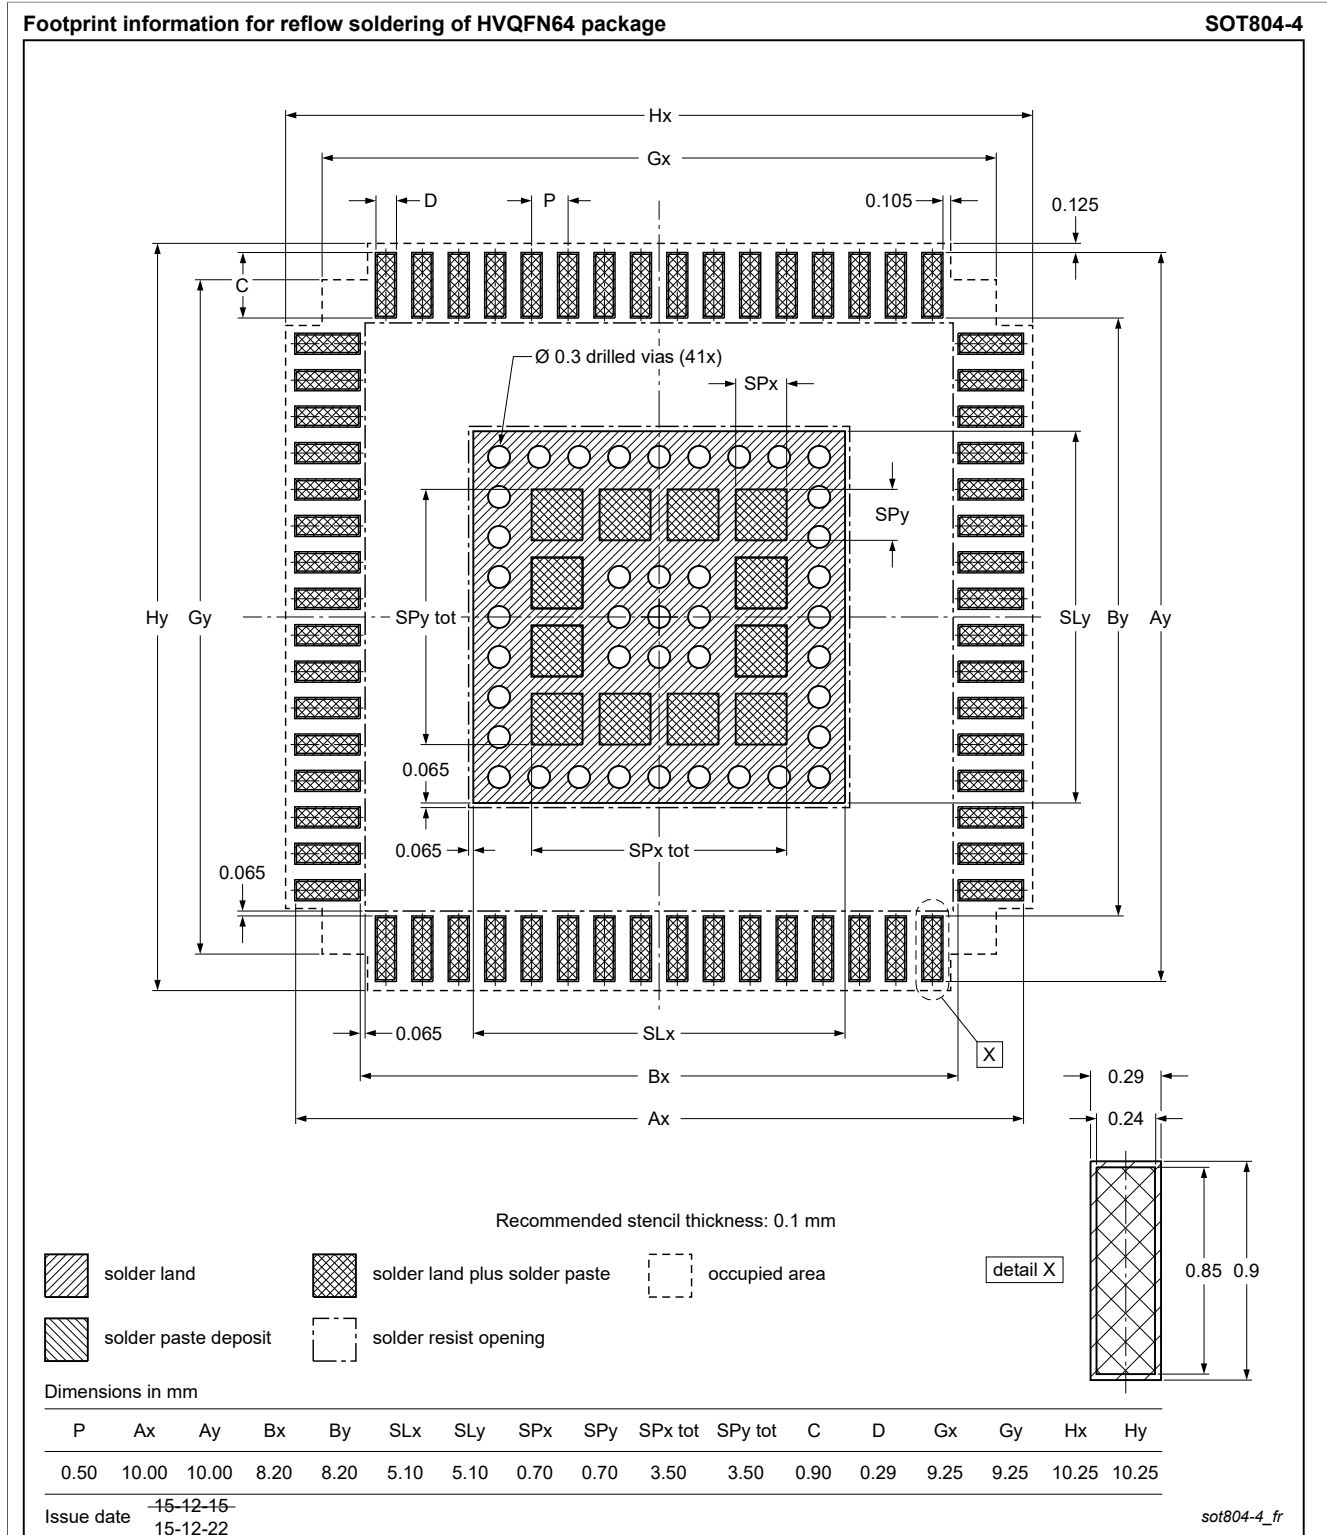 Footprint information for reflow soldering of HVQFN64 package SOT804-4
Hx
Gx
D P 0.105 0.125
C
Ø 0.3 drilled vias (41x)
SPx
SPy
Hy Gy SPy tot SLy By Ay
0.065
0.065 SPx tot
0.065
0.065 SLx
X
Bx
0.29
Ax
0.24
Recommended stencil thickness: 0.1 mm
solder land solder land plus solder paste occupied area detail X 0.85 0.9
solder paste deposit solder resist opening
Dimensions in mm
P Ax Ay Bx By SLx SLy SPx SPy SPx tot SPy tot C D Gx Gy Hx Hy
0.50 10.00 10.00 8.20 8.20 5.10 5.10 0.70 0.70 3.50 3.50 0.90 0.29 9.25 9.25 10.25 10.25
Issue date 15-12-15
15-12-22 sot804-4_fr